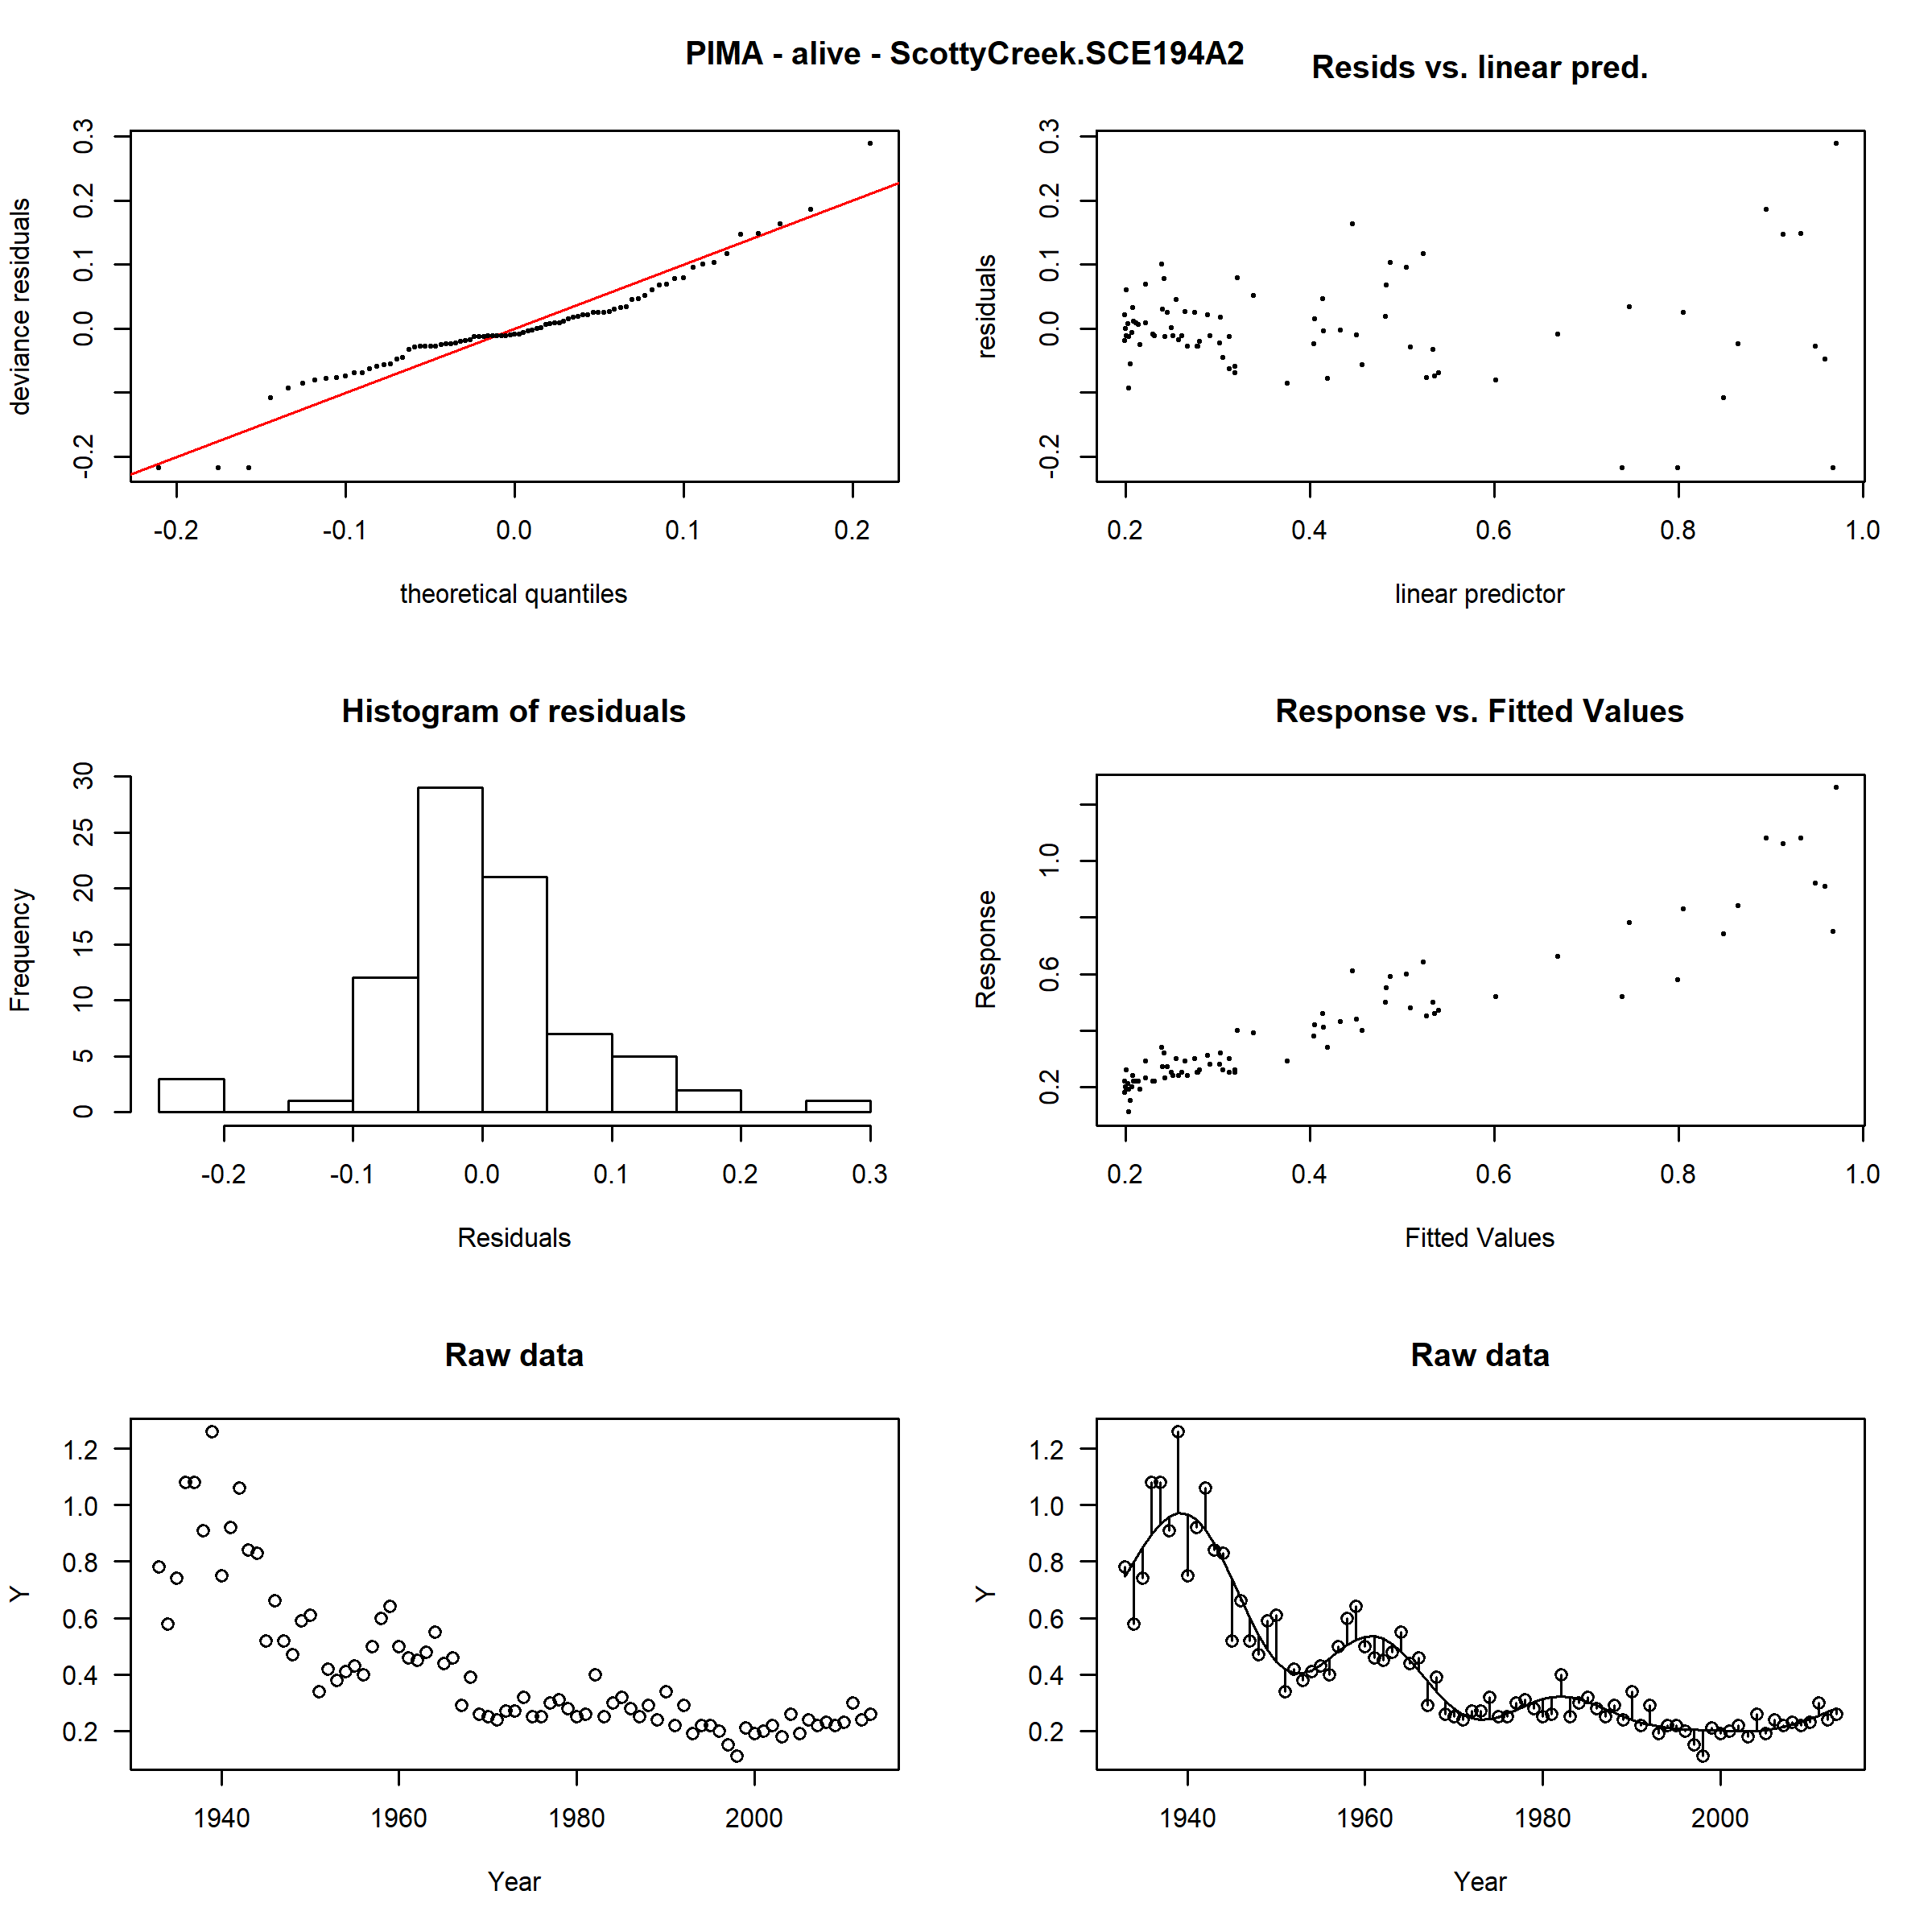 PIMA - alive - ScottyCreek.SCE194A2
Resids vs. linear pred.
deviance residuals
-0.2 0.0 0.1 0.2 0.3
-0.2 -0.1 0.0 0.1 0.2
theoretical quantiles
residuals
-0.2 0.0 0.1 0.2 0.3
0.2 0.4 0.6 0.8 1.0
linear predictor
Histogram of residuals
Frequency
0 5 10 15 20 25 30
-0.2 -0.1 0.0 0.1 0.2 0.3
Residuals
Response vs. Fitted Values
Response
0.2 0.6 1.0
0.2 0.4 0.6 0.8 1.0
Fitted Values
Raw data
Y
0.2 0.4 0.6 0.8 1.0 1.2
1940 1960 1980 2000
Year
Raw data
Y
0.2 0.4 0.6 0.8 1.0 1.2
1940 1960 1980 2000
Year